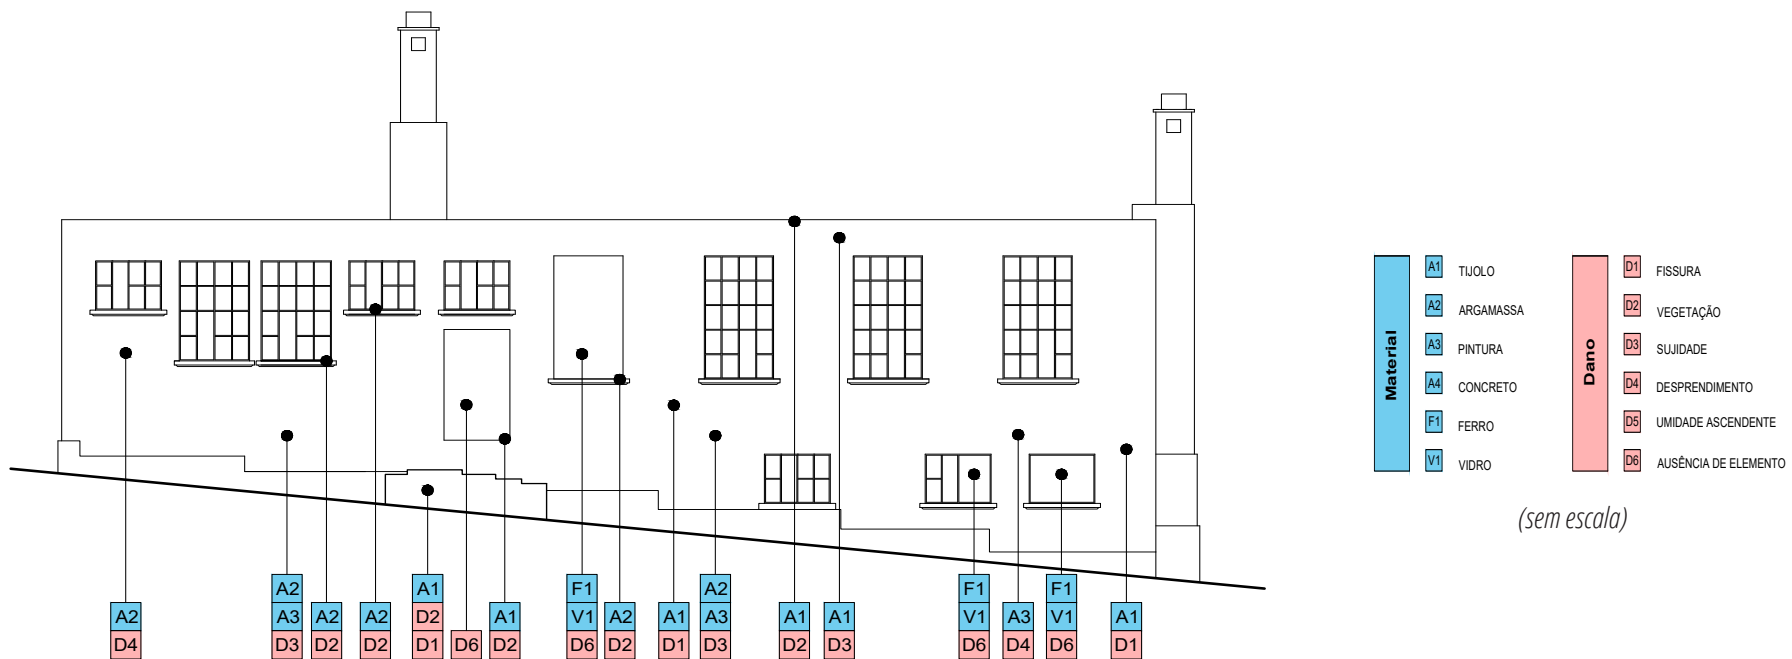 A2
D4
A2
A3
D3
A2
D2
A2
D2
A1
D2
D1
D6
A1
D2
F1
V1
D6
A2
D2
A1
D1
A2
A3
D3
A1
D2
A1
D3
F1
V1
D6
A3
D4
F1
V1
D6
A1
D1
Material
A1 TIJOLO
A2 ARGAMASSA
A3 PINTURA
A4 CONCRETO
F1 FERRO
V1 VIDRO
Dano
D1 FISSURA
D2 VEGETAÇÃO
D3 SUJIDADE
D4 DESPRENDIMENTO
D5 UMIDADE ASCENDENTE
D6 AUSÊNCIA DE ELEMENTO
(sem escala)